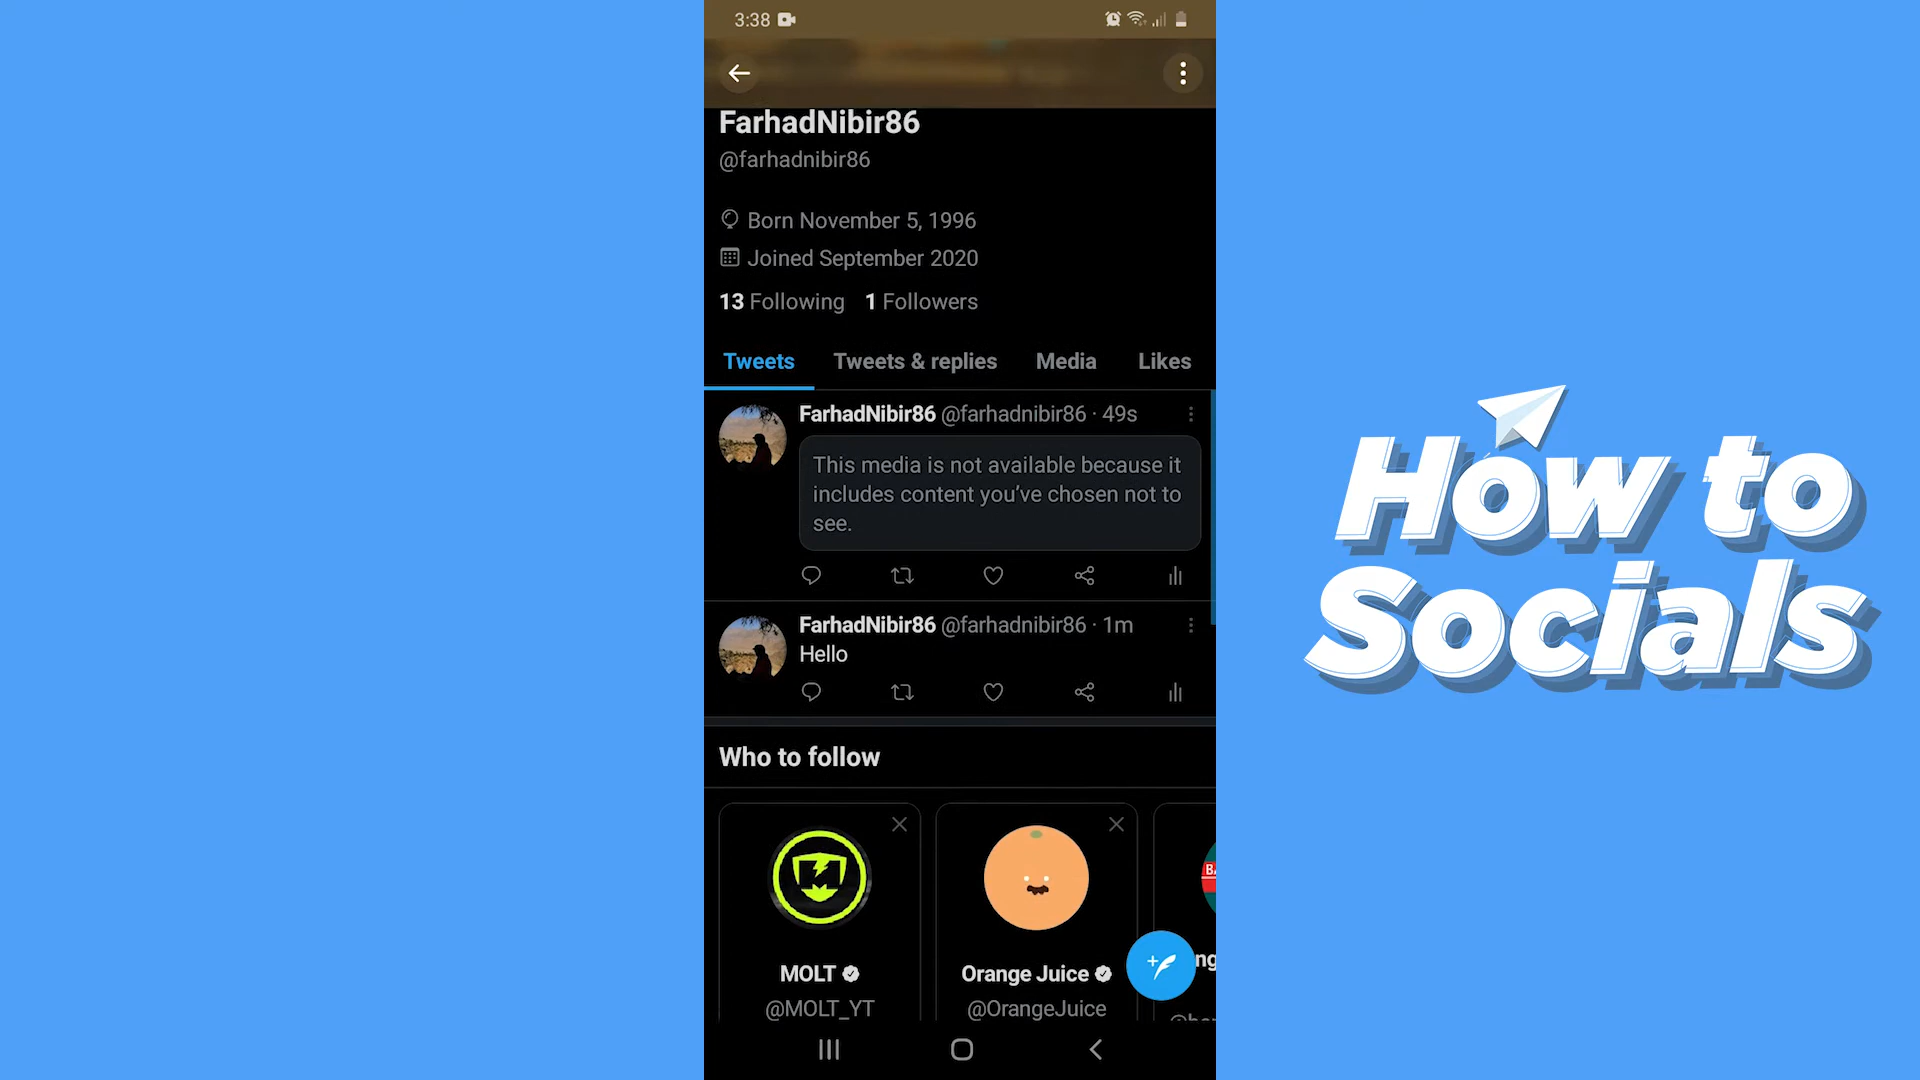 3:38
FarhadNibir86
@farhadnibir86
Born November 5, 1996
Joined September 2020
13 Following 1 Followers
Tweets Tweets & replies Media Likes
FarhadNibir86 @farhadnibir86 · 49s
This media is not available because it
includes content you’ve chosen not to
see.
FarhadNibir86 @farhadnibir86 · 1m
Hello
Who to follow
MOLT
@MOLT_YT
Orange Juice
@OrangeJuice
How to
Socials